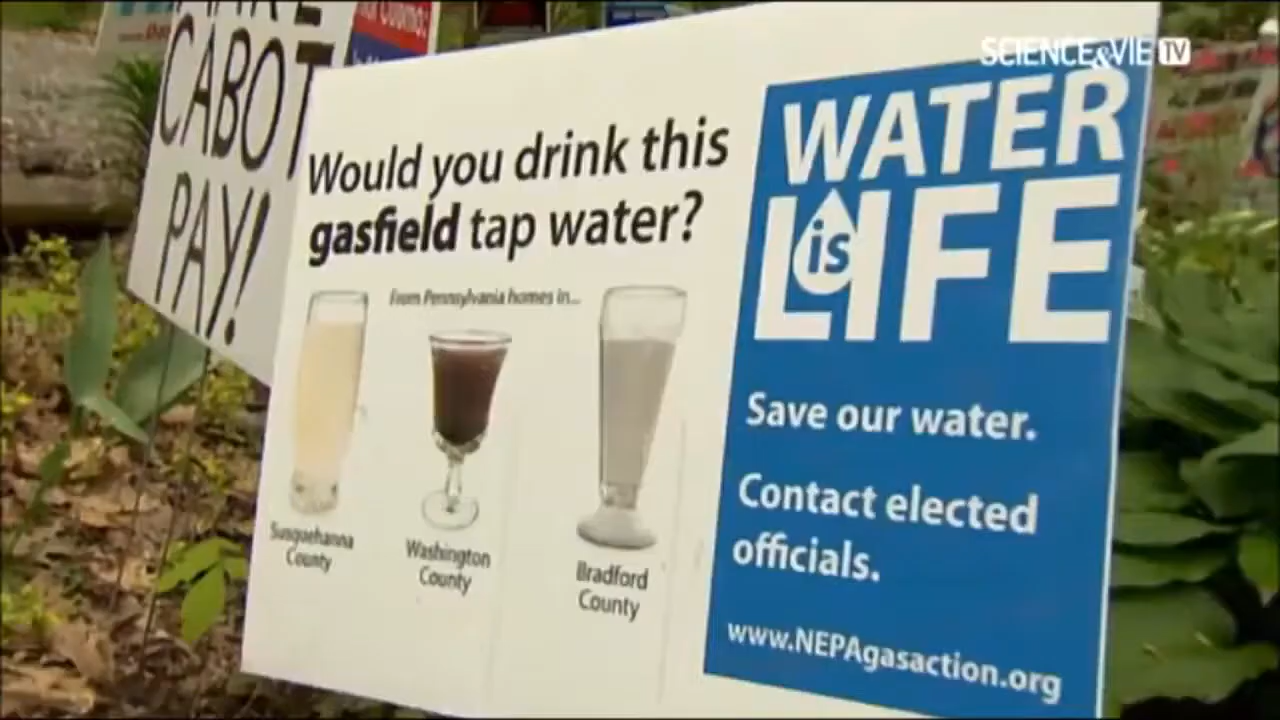 SCIENCE&VIE TV
CABOT
PAY!
Would you drink this
gasfield tap water?
From Pennsylvania homes in...
Susquehanna
County
Washington
County
Bradford
County
WATER
is
LIFE
Save our water.
Contact elected
officials.
www.NEPAgasaction.org